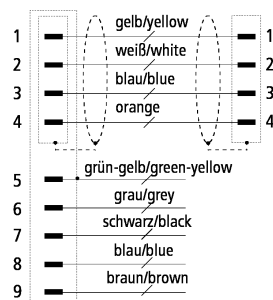 gelb/yellow
1 1
weiß/white
2 2
blau/blue
3 3
orange
4 4
grün-gelb/green-yellow
5
grau/grey
6
schwarz/black
7
blau/blue
8
braun/brown
9